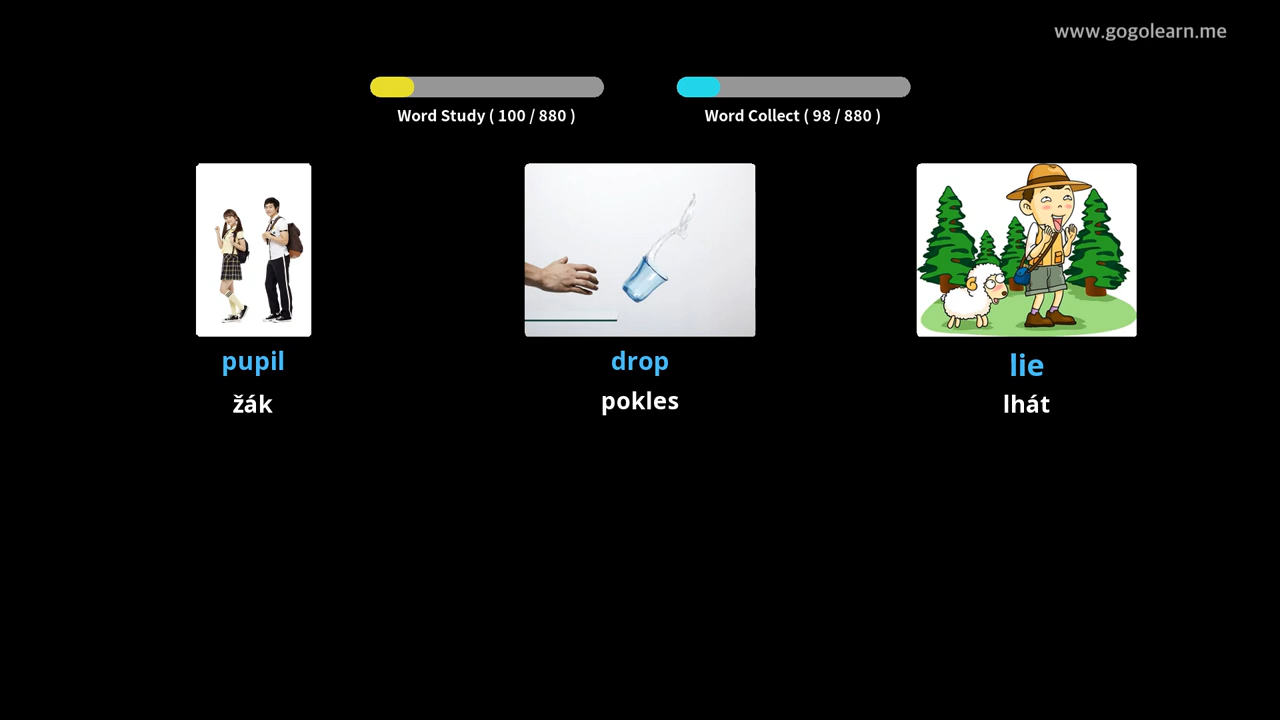 www.gogolearn.me
Word Study ( 100 / 880 )
Word Collect ( 98 / 880 )
pupil
žák
drop
pokles
lie
lhát